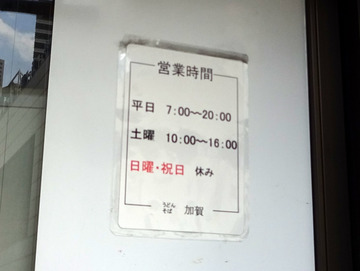 営業時間
平日 7:00~~20:00
土曜 10:00~~16:00
日曜・祝日 休み
うどん
そば 加賀